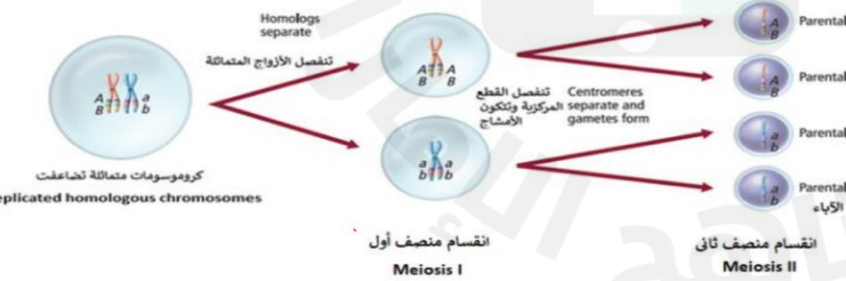 Homologs
separate
تنفصل الأزواج المتماثلة
A a
B b
كروموسومات متماثلة تضاعفت
eplicated homologous chromosomes
A A
B B
a a
b b
انقسام منصف أول
Meiosis I
تنفصل القطع
المركزية وتتكون
الأمشاج
Centromeres
separate and
gametes form
A
B
Parental
A
B
Parental
a
b
Parental
a
b
Parental
الآباء
انقسام منصف ثانى
Meiosis II